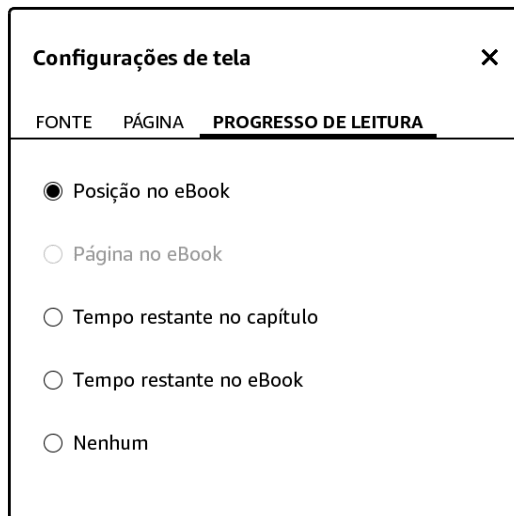 Configurações de tela
FONTE PÁGINA PROGRESSO DE LEITURA
Posição no eBook
Página no eBook
Tempo restante no capítulo
Tempo restante no eBook
Nenhum